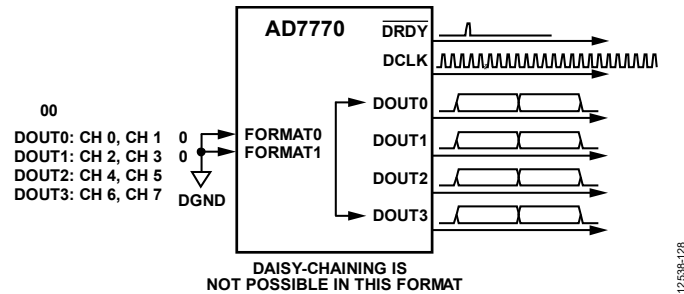 AD7770
DRDY
DCLK
00
DOUT0: CH 0, CH 1 0
DOUT1: CH 2, CH 3 0
DOUT2: CH 4, CH 5
DOUT3: CH 6, CH 7
DGND
FORMAT0
FORMAT1
DOUT0
DOUT1
DOUT2
DOUT3
DAISY-CHAINING IS
NOT POSSIBLE IN THIS FORMAT
12538-128